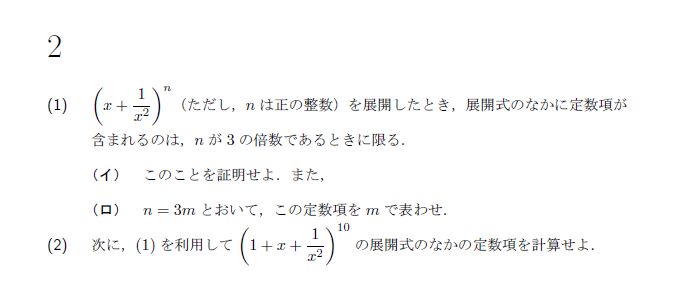 2
(1) $\left(x+\dfrac{1}{x^2}\right)^n$（ただし，$n$ は正の整数）を展開したとき，展開式のなかに定数項が
含まれるのは，$n$ が 3 の倍数であるときに限る．
（イ） このことを証明せよ．また，
（ロ） $n = 3m$ とおいて，この定数項を $m$ で表わせ．
(2) 次に，(1) を利用して $\left(1+x+\dfrac{1}{x^2}\right)^{10}$ の展開式のなかの定数項を計算せよ．